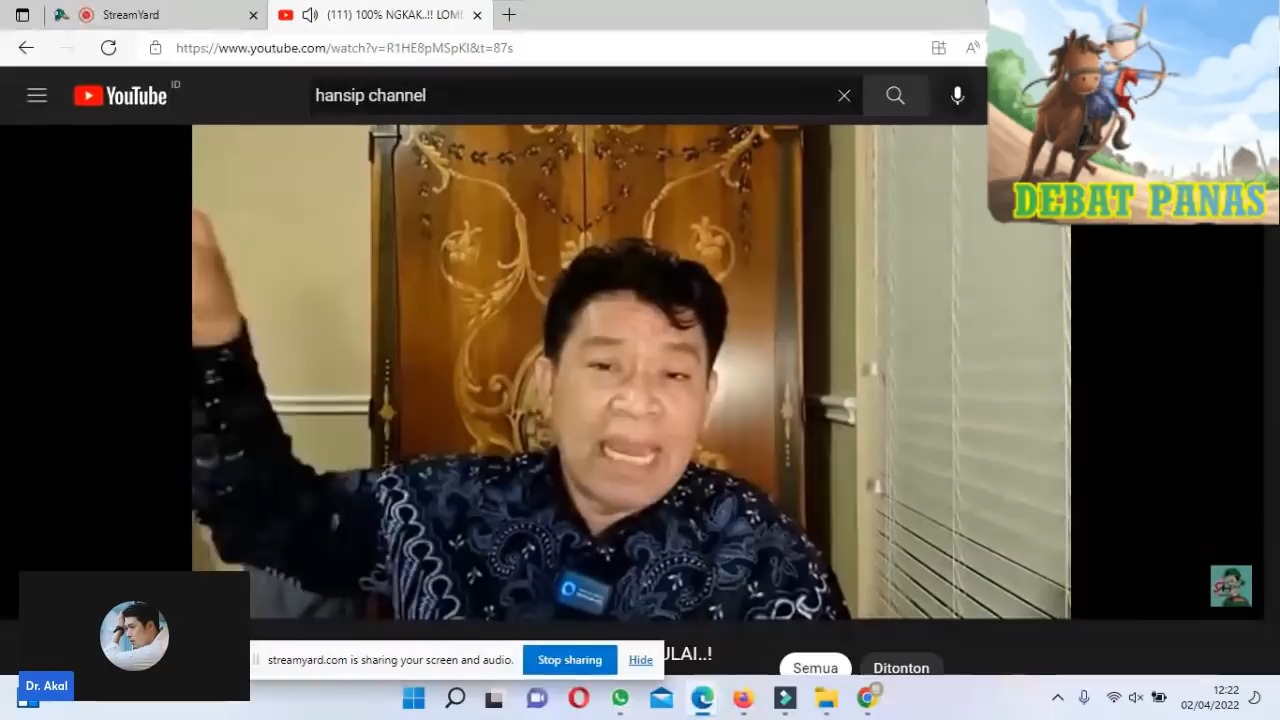 StreamYard
(111) 100% NGKAK..!! LOM
https://www.youtube.com/watch?v=R1HE8pMSpKI&t=87s
YouTube ID
hansip channel
DEBAT PANAS
ULAI..!
streamyard.com is sharing your screen and audio.
Stop sharing
Hide
Semua
Ditonton
Dr. Akal
12:22
02/04/2022